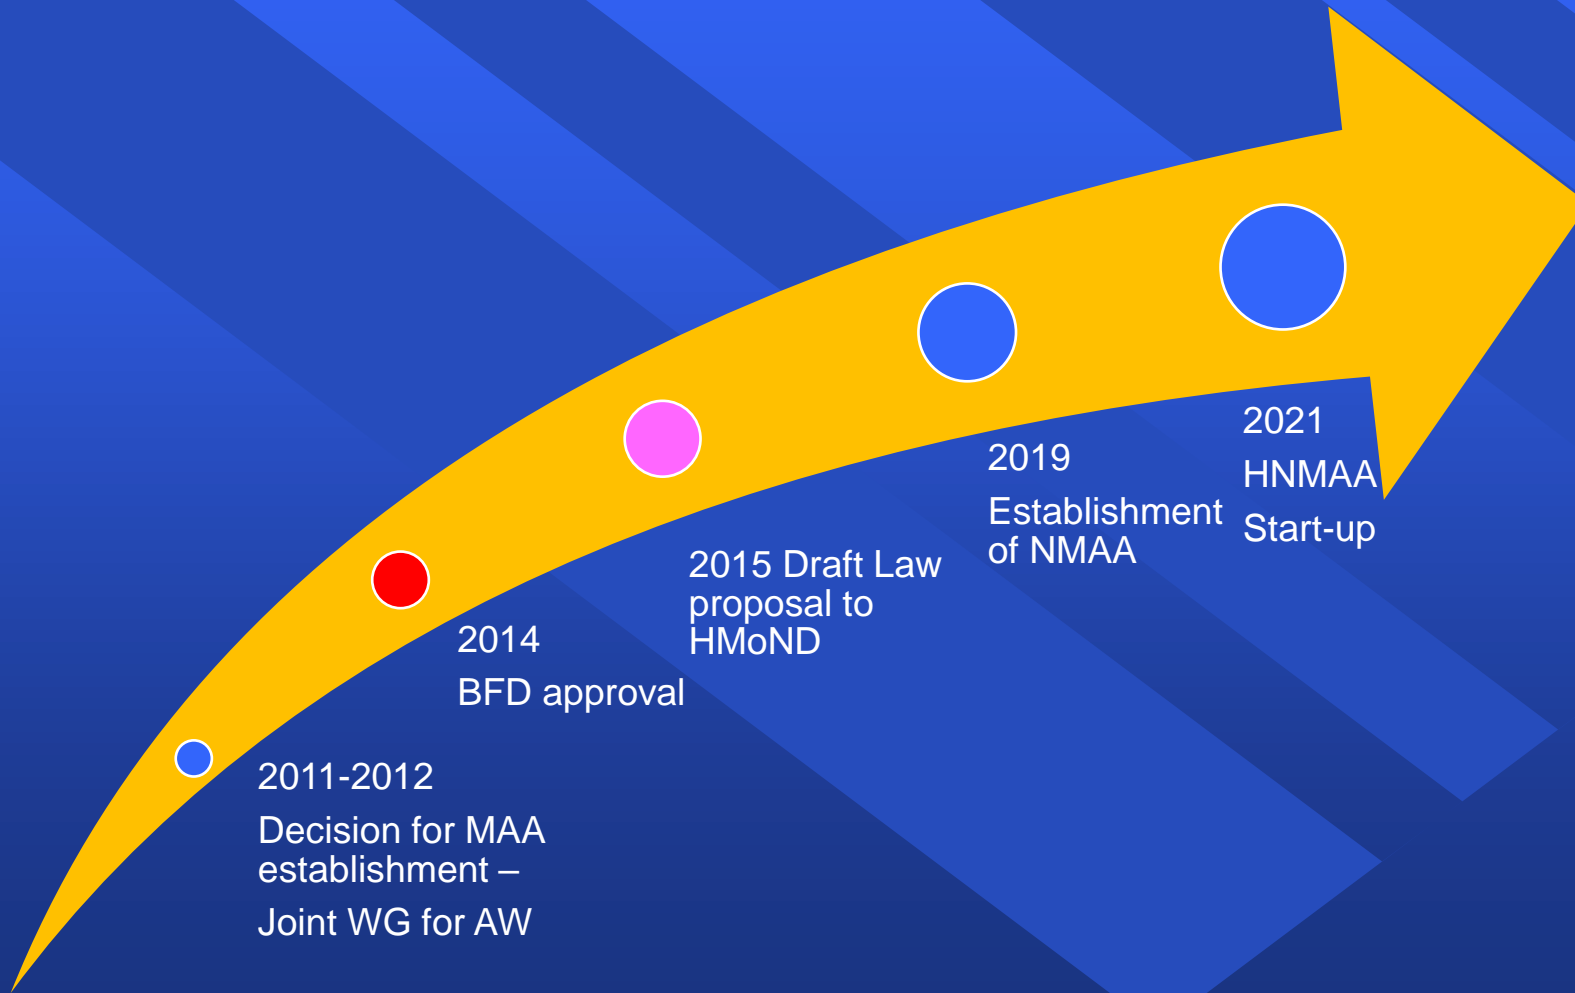 2011-2012
Decision for MAA
establishment –
Joint WG for AW
2014
BFD approval
2015 Draft Law
proposal to
HMoND
2019
Establishment
of NMAA
2021
HNMAA
Start-up